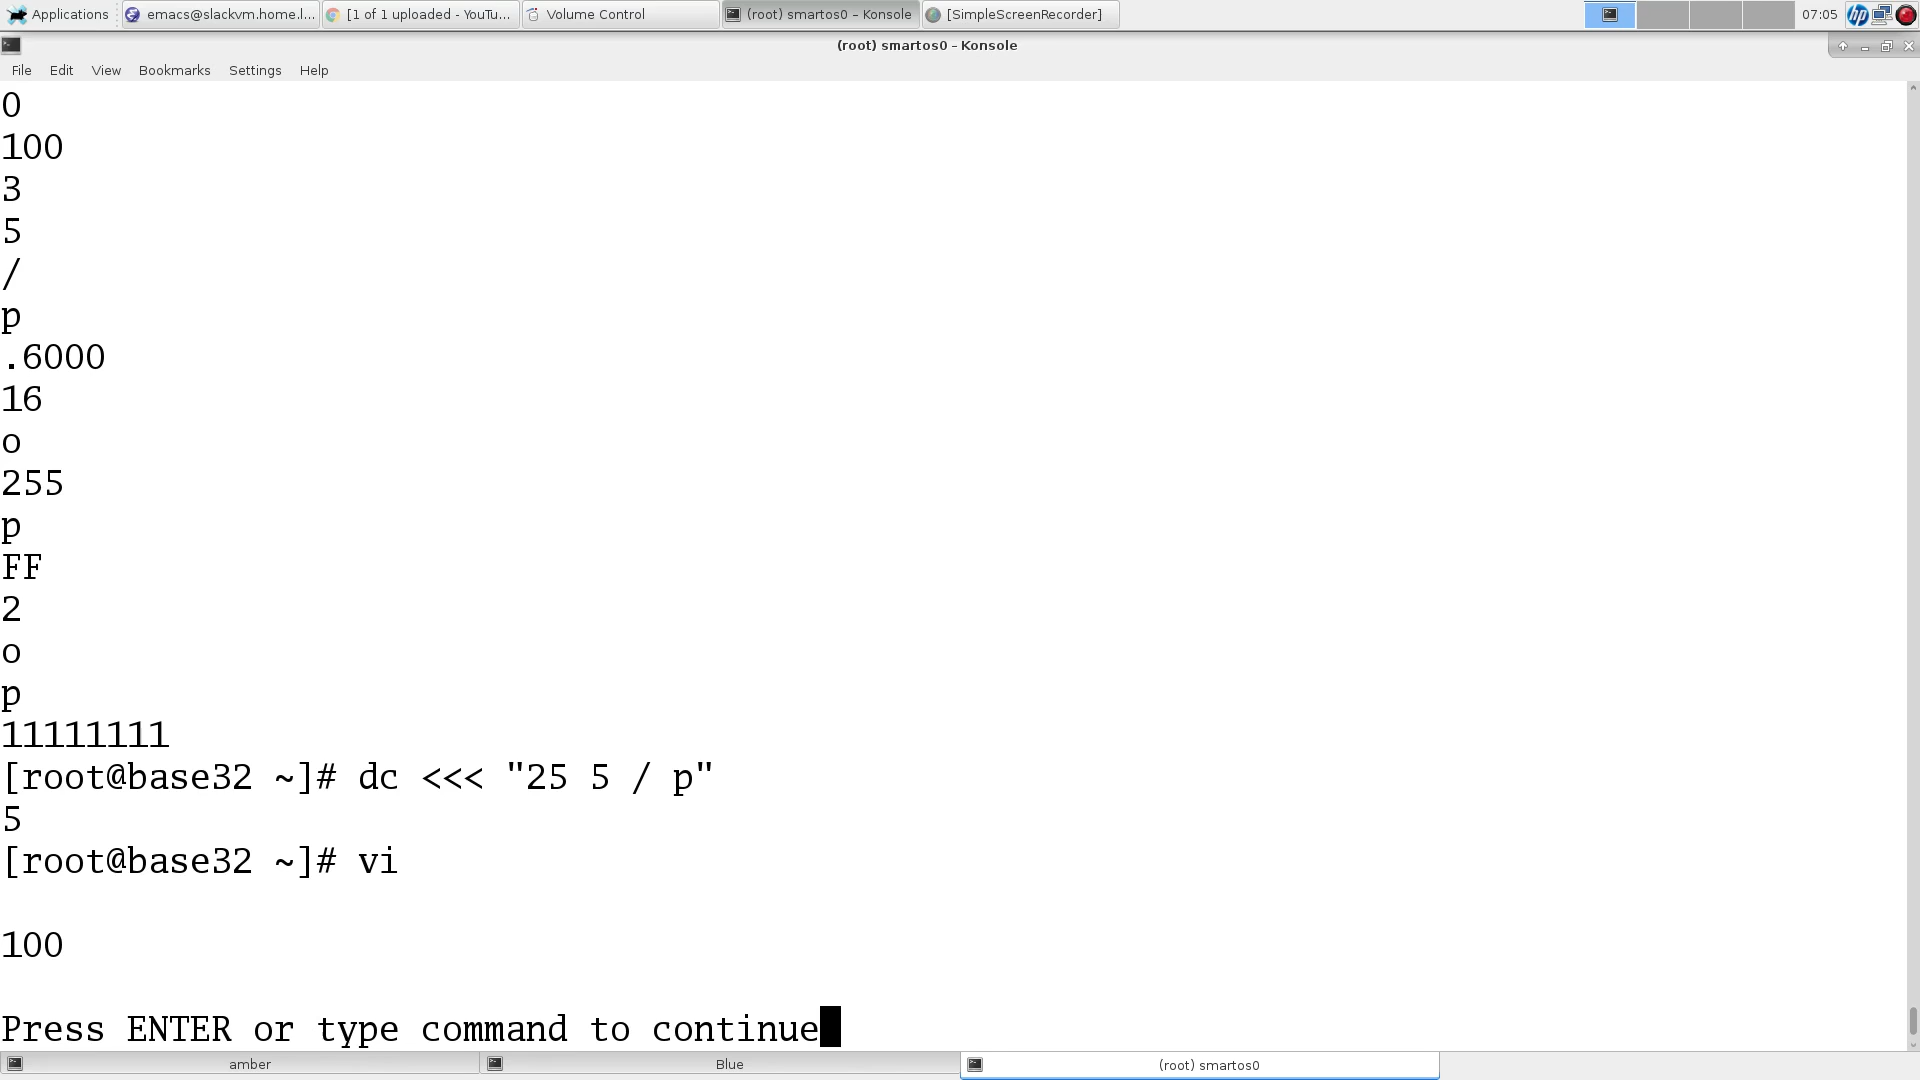 Applications
emacs@slackvm.home.l...
[1 of 1 uploaded - YouTu...
Volume Control
(root) smartos0 – Konsole
[SimpleScreenRecorder]
07:05
hp
(root) smartos0 – Konsole
File Edit View Bookmarks Settings Help
0
100
3
5
/
p
.6000
16
o
255
p
FF
2
o
p
11111111
[root@base32 ~]# dc <<< "25 5 / p"
5
[root@base32 ~]# vi
100
Press ENTER or type command to continue
amber
Blue
(root) smartos0